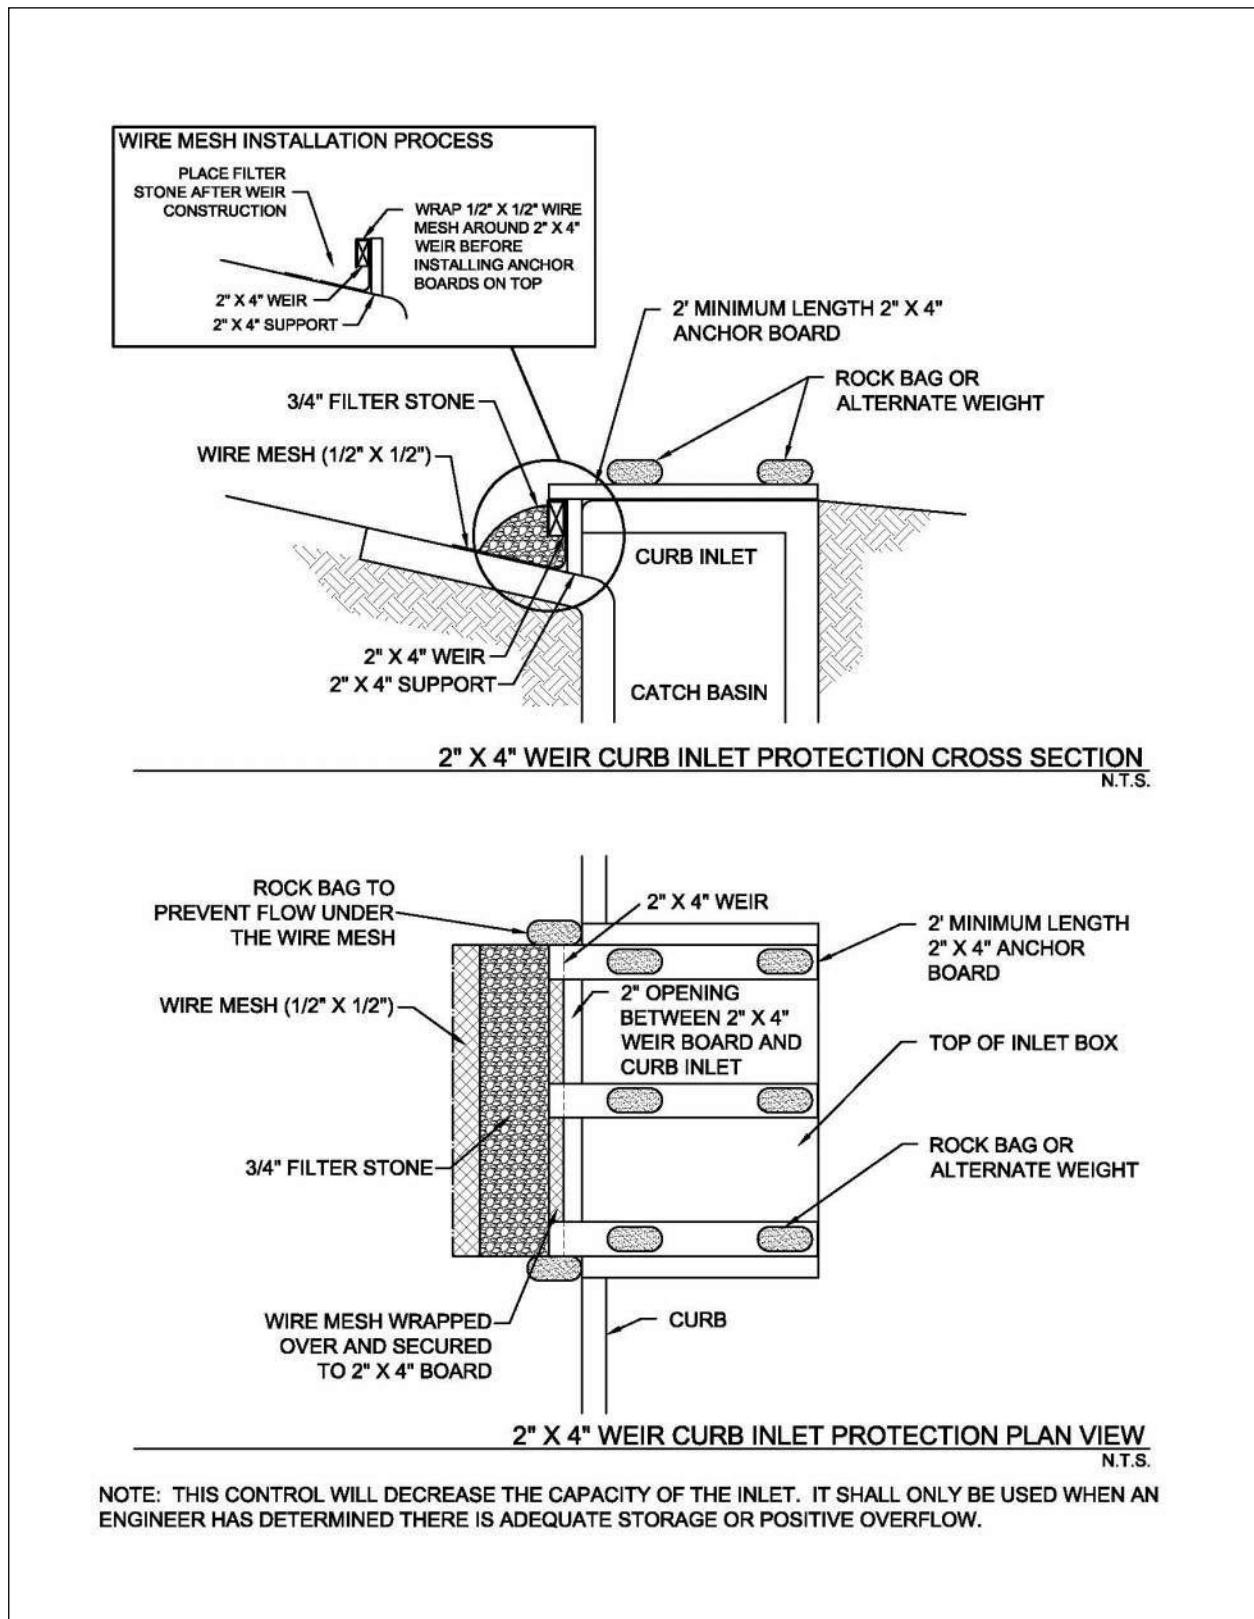 WIRE MESH INSTALLATION PROCESS
PLACE FILTER
STONE AFTER WEIR
CONSTRUCTION
WRAP 1/2" X 1/2" WIRE
MESH AROUND 2" X 4"
WEIR BEFORE
INSTALLING ANCHOR
BOARDS ON TOP
2" X 4" WEIR
2" X 4" SUPPORT
2' MINIMUM LENGTH 2" X 4"
ANCHOR BOARD
ROCK BAG OR
ALTERNATE WEIGHT
3/4" FILTER STONE
WIRE MESH (1/2" X 1/2")
CURB INLET
2" X 4" WEIR
2" X 4" SUPPORT
CATCH BASIN
2" X 4" WEIR CURB INLET PROTECTION CROSS SECTION
N.T.S.
ROCK BAG TO
PREVENT FLOW UNDER
THE WIRE MESH
2" X 4" WEIR
2' MINIMUM LENGTH
2" X 4" ANCHOR
BOARD
WIRE MESH (1/2" X 1/2")
2" OPENING
BETWEEN 2" X 4"
WEIR BOARD AND
CURB INLET
TOP OF INLET BOX
3/4" FILTER STONE
ROCK BAG OR
ALTERNATE WEIGHT
WIRE MESH WRAPPED
OVER AND SECURED
TO 2" X 4" BOARD
CURB
2" X 4" WEIR CURB INLET PROTECTION PLAN VIEW
N.T.S.
NOTE: THIS CONTROL WILL DECREASE THE CAPACITY OF THE INLET. IT SHALL ONLY BE USED WHEN AN
ENGINEER HAS DETERMINED THERE IS ADEQUATE STORAGE OR POSITIVE OVERFLOW.